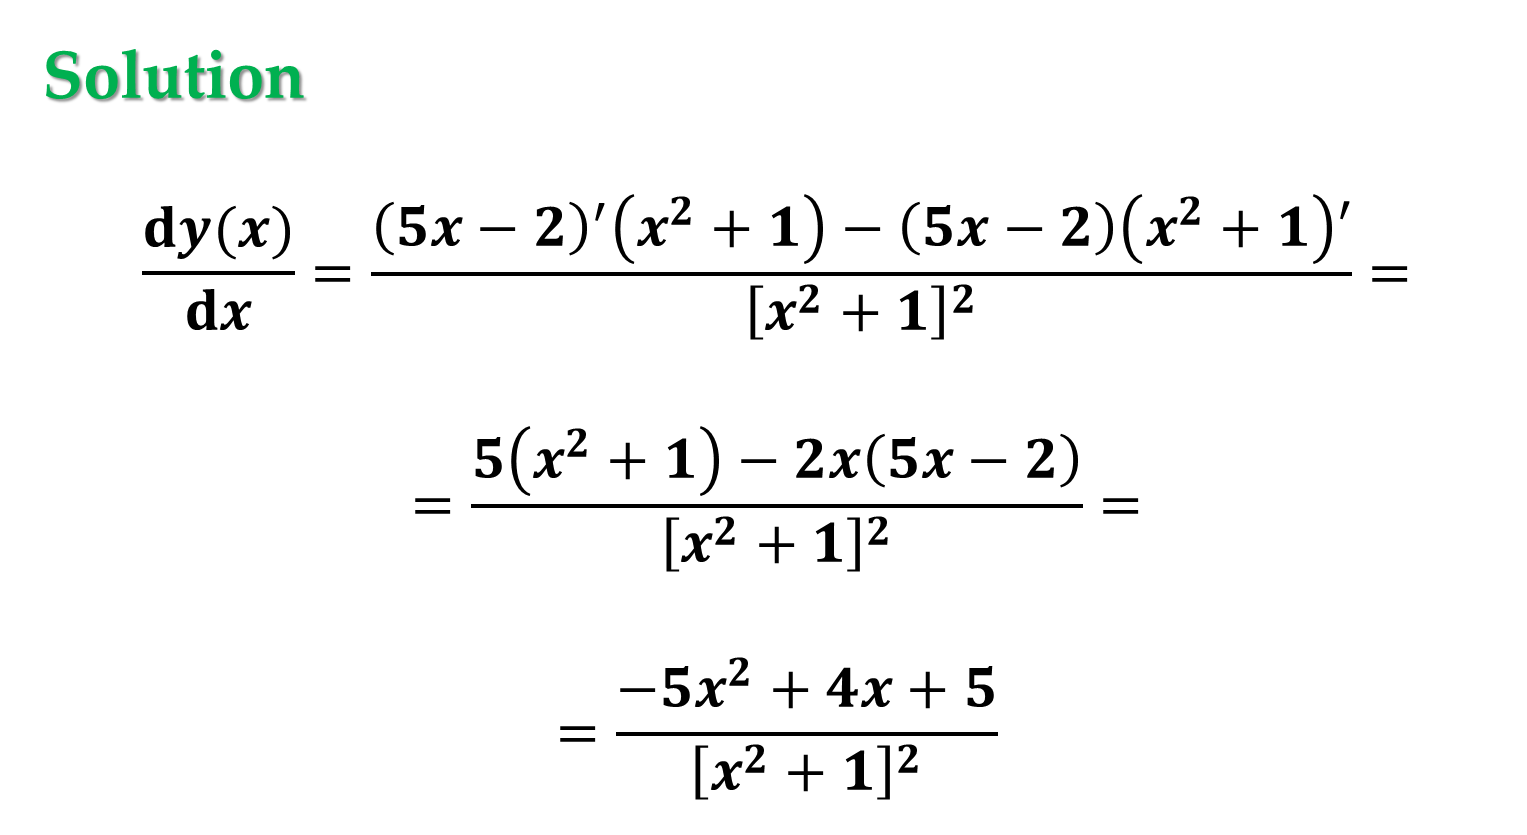 Solution
dy(x)/dx = ((5x − 2)′(x² + 1) − (5x − 2)(x² + 1)′)/[x² + 1]² =
= (5(x² + 1) − 2x(5x − 2))/[x² + 1]² =
= (−5x² + 4x + 5)/[x² + 1]²